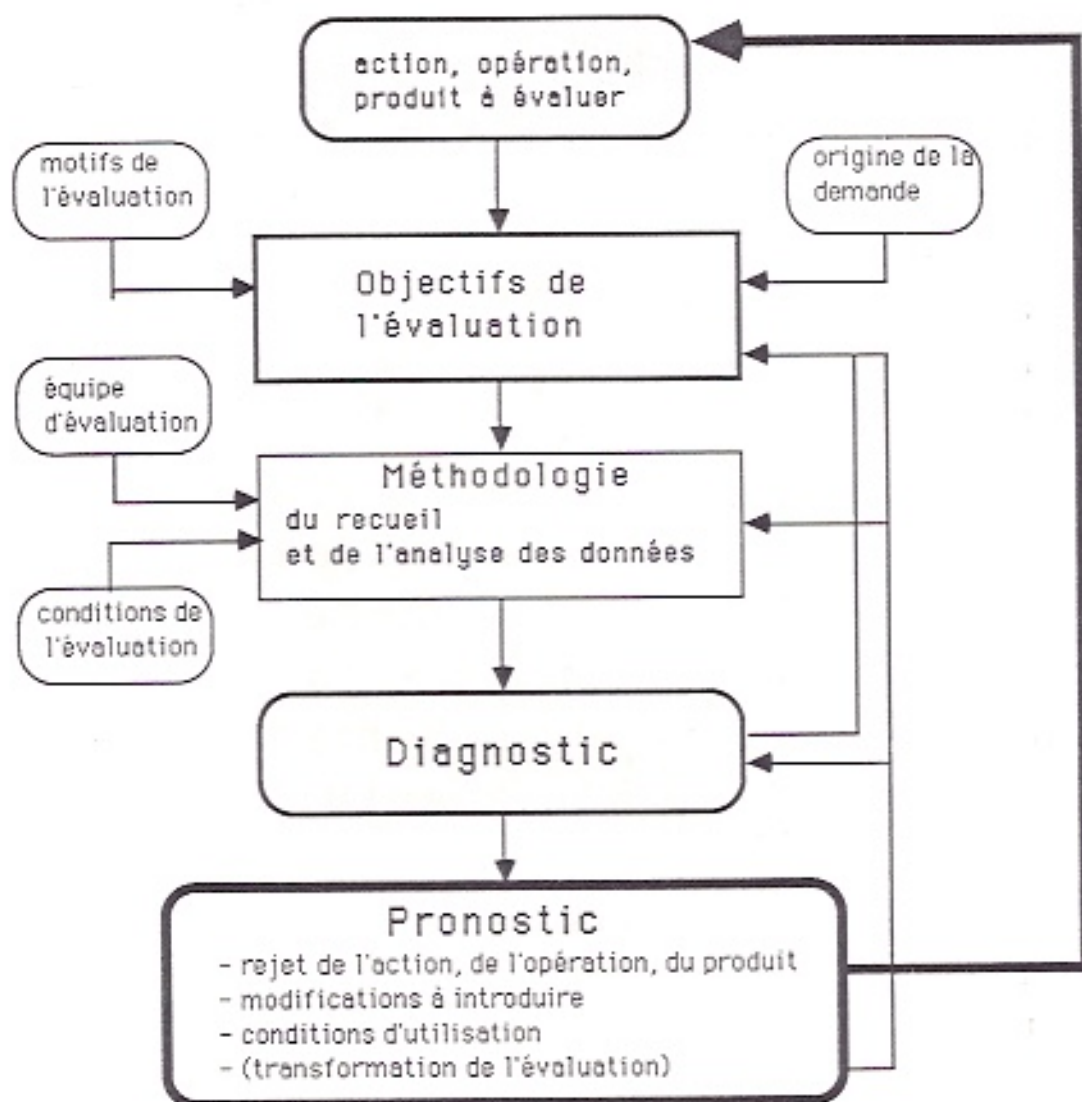 action, opération,
produit à évaluer
motifs de
l'évaluation
origine de la
demande
Objectifs de
l'évaluation
équipe
d'évaluation
Méthodologie
du recueil
et de l'analyse des données
conditions de
l'évaluation
Diagnostic
Pronostic
- rejet de l'action, de l'opération, du produit
- modifications à introduire
- conditions d'utilisation
- (transformation de l'évaluation)